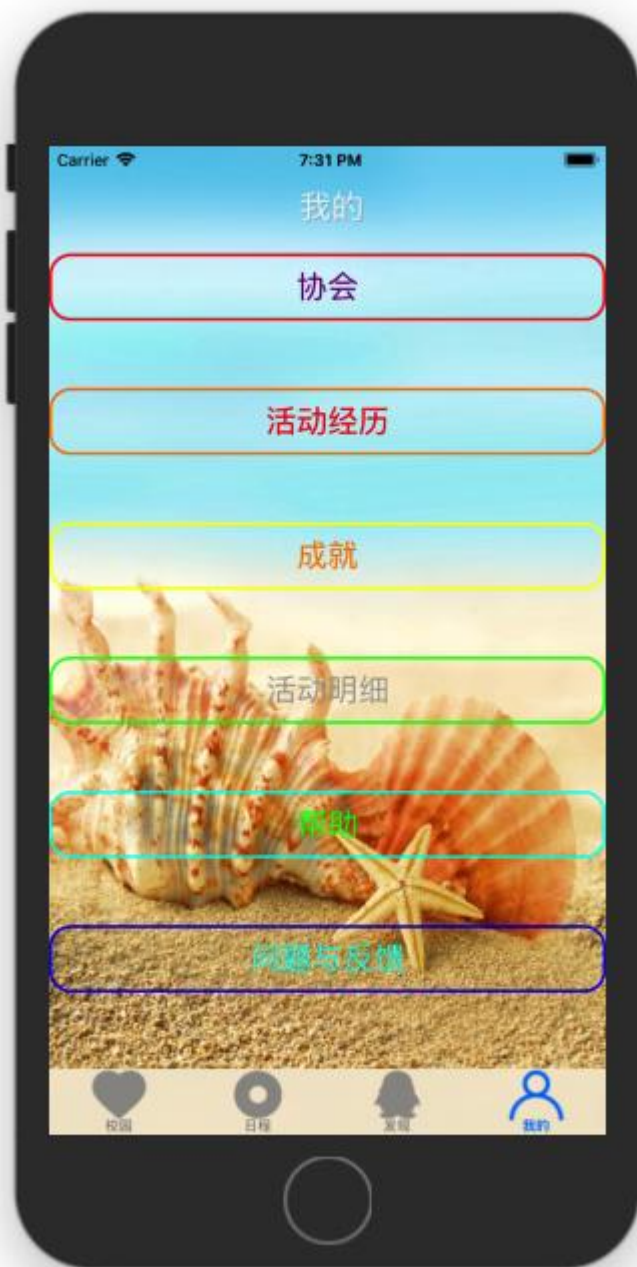 Carrier 7:31 PM
我的
协会
活动经历
成就
活动明细
帮助
问题与反馈
校园 日程 发现 我的